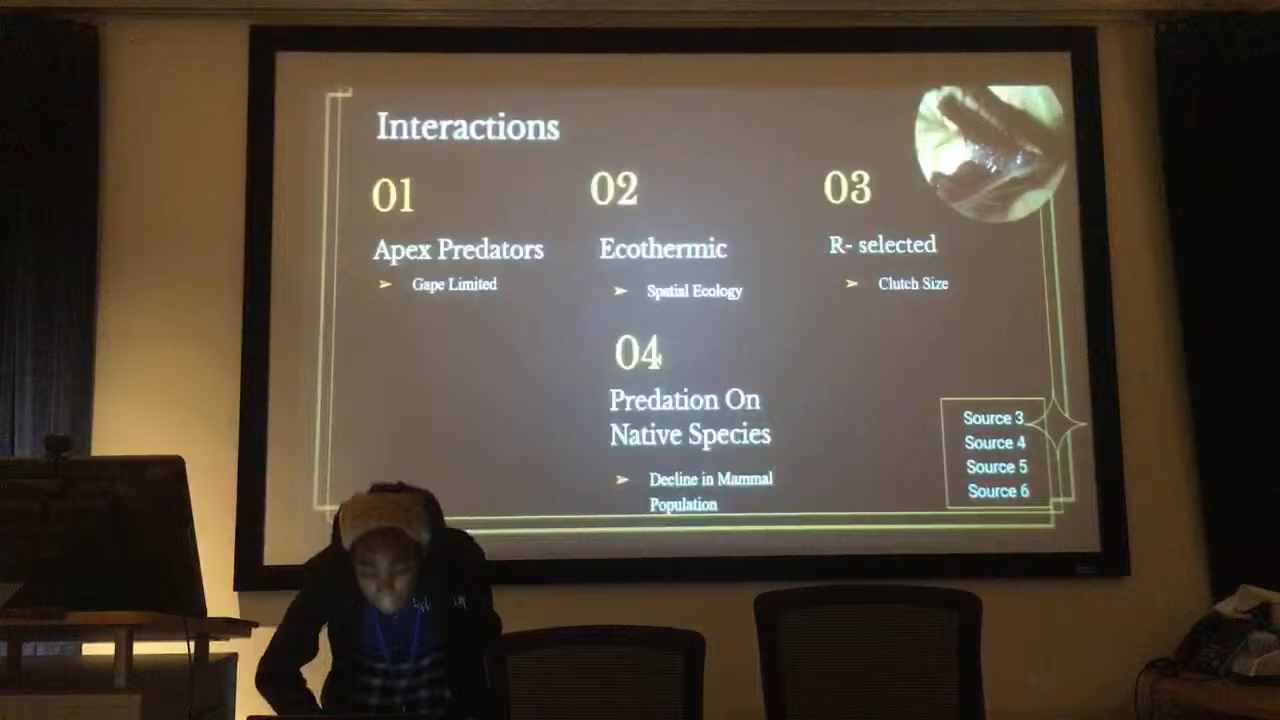 Interactions
01
Apex Predators
➢ Gape Limited
02
Ecothermic
➢ Spatial Ecology
03
R- selected
➢ Clutch Size
04
Predation On
Native Species
➢ Decline in Mammal
Population
Source 3
Source 4
Source 5
Source 6